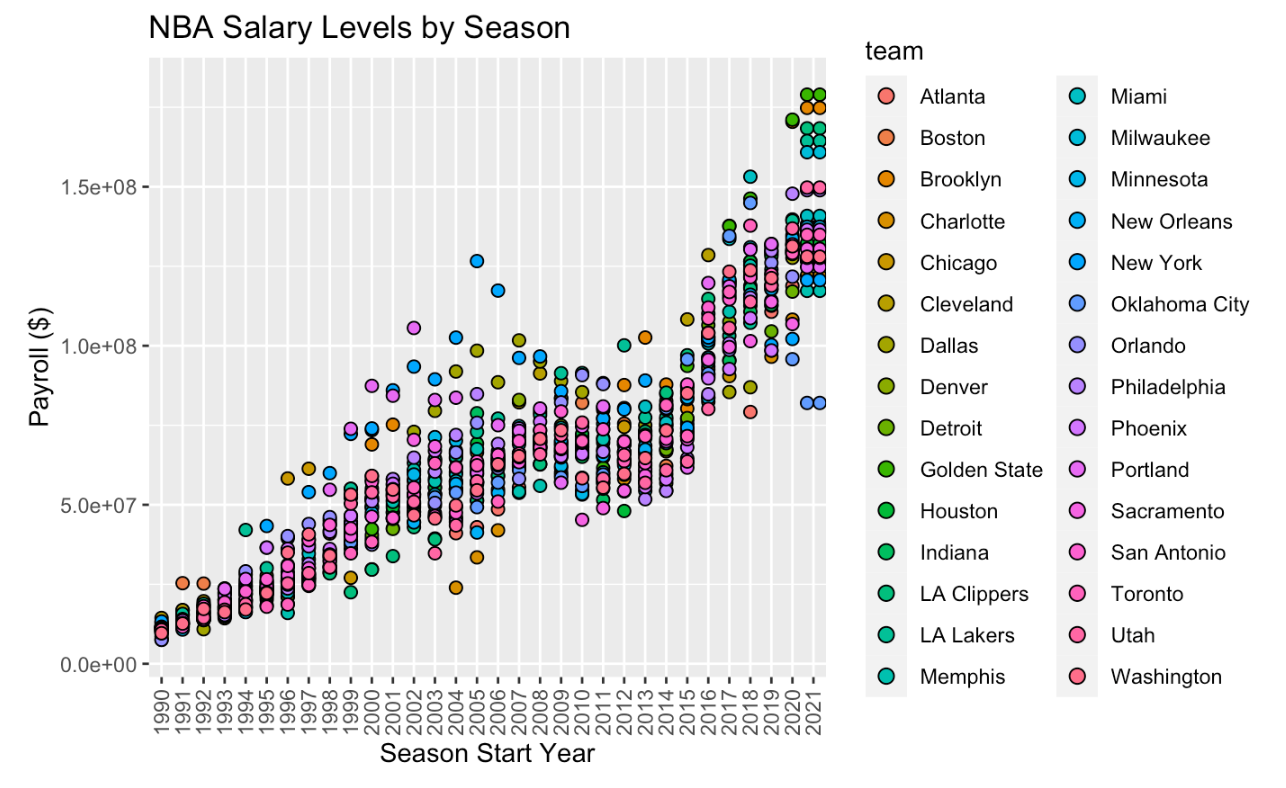 NBA Salary Levels by Season
Payroll ($)
1.5e+08
1.0e+08
5.0e+07
0.0e+00
1990
1991
1992
1993
1994
1995
1996
1997
1998
1999
2000
2001
2002
2003
2004
2005
2006
2007
2008
2009
2010
2011
2012
2013
2014
2015
2016
2017
2018
2019
2020
2021
Season Start Year
team
Atlanta
Boston
Brooklyn
Charlotte
Chicago
Cleveland
Dallas
Denver
Detroit
Golden State
Houston
Indiana
LA Clippers
LA Lakers
Memphis
Miami
Milwaukee
Minnesota
New Orleans
New York
Oklahoma City
Orlando
Philadelphia
Phoenix
Portland
Sacramento
San Antonio
Toronto
Utah
Washington